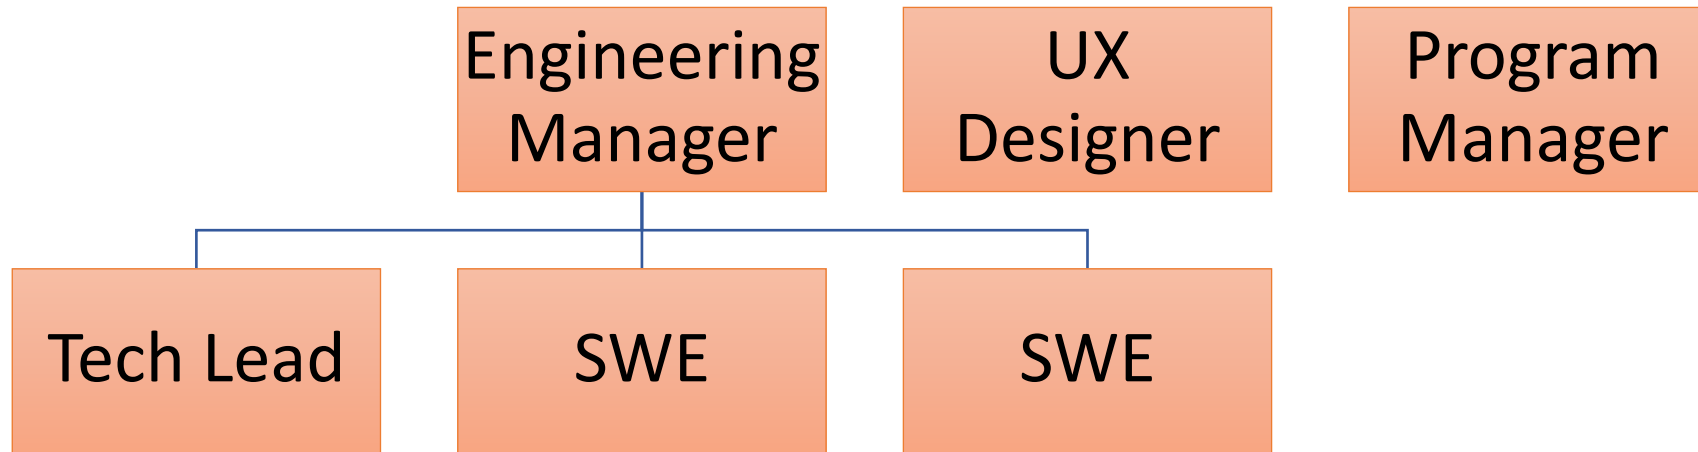 Engineering
Manager
UX
Designer
Program
Manager
Tech Lead
SWE
SWE